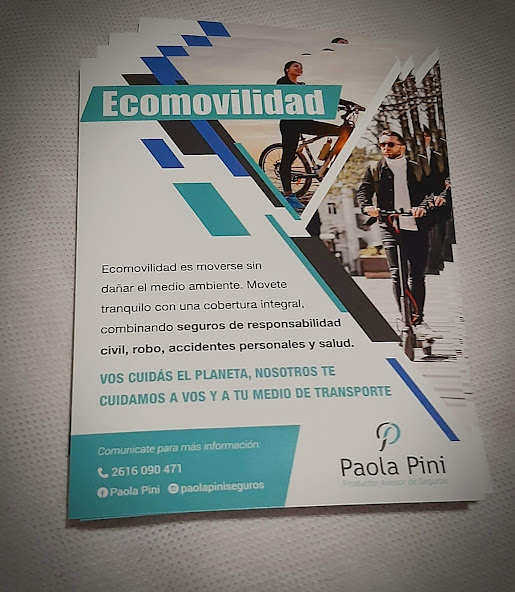 Ecomovilidad
Ecomovilidad es moverse sin
dañar el medio ambiente. Movete
tranquilo con una cobertura integral,
combinando seguros de responsabilidad
civil, robo, accidentes personales y salud.
VOS CUIDÁS EL PLANETA, NOSOTROS TE
CUIDAMOS A VOS Y A TU MEDIO DE TRANSPORTE
Comunicate para más información:
2616 090 471
Paola Pini paolapiniseguros
Paola Pini
Productor Asesor de Seguros